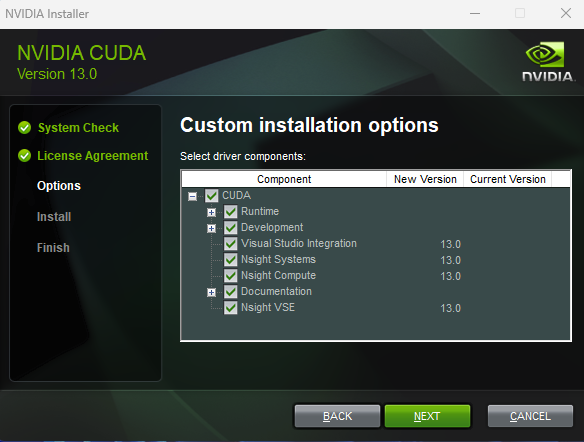 NVIDIA Installer
NVIDIA CUDA
Version 13.0
NVIDIA.
System Check
License Agreement
Options
Install
Finish
Custom installation options
Select driver components:
Component New Version Current Version
CUDA
Runtime
Development
Visual Studio Integration 13.0
Nsight Systems 13.0
Nsight Compute 13.0
Documentation
Nsight VSE 13.0
BACK NEXT CANCEL